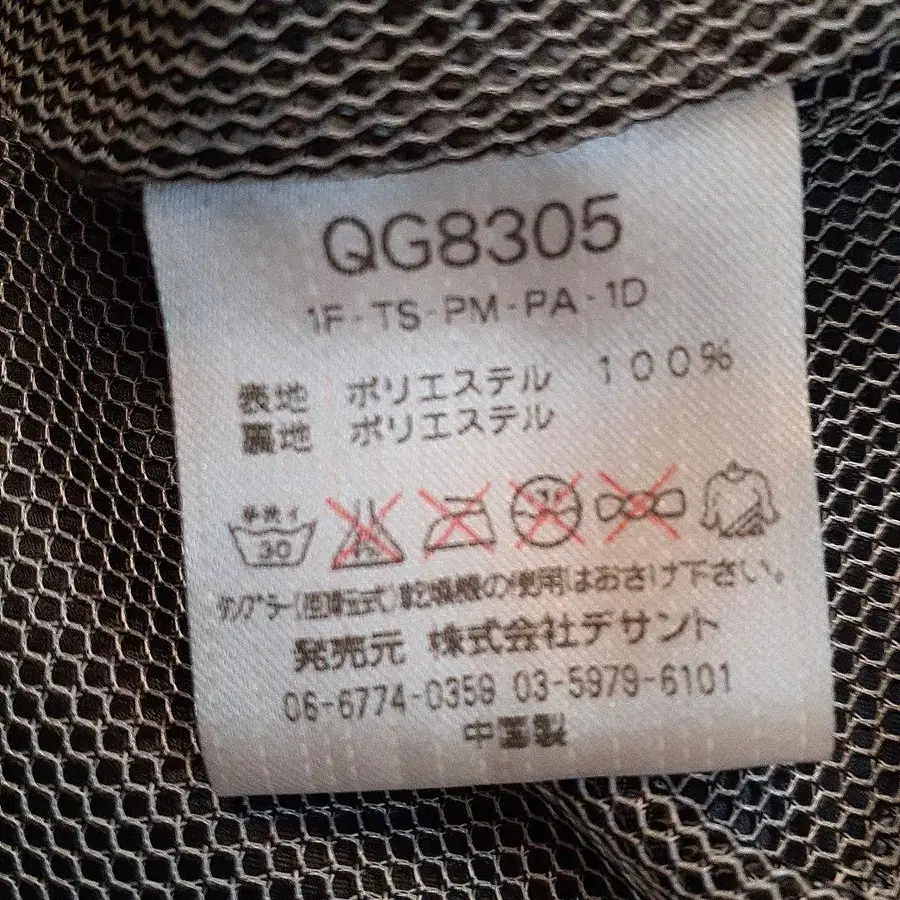 QG8305
1F-TS-PM-PA-1D
表地 ポリエステル 100%
裏地 ポリエステル
手洗イ
30
タンブラー(回転式)乾燥機の使用はおさけ下さい。
発売元 株式会社デサント
06-6774-0359 03-5979-6101
中国製